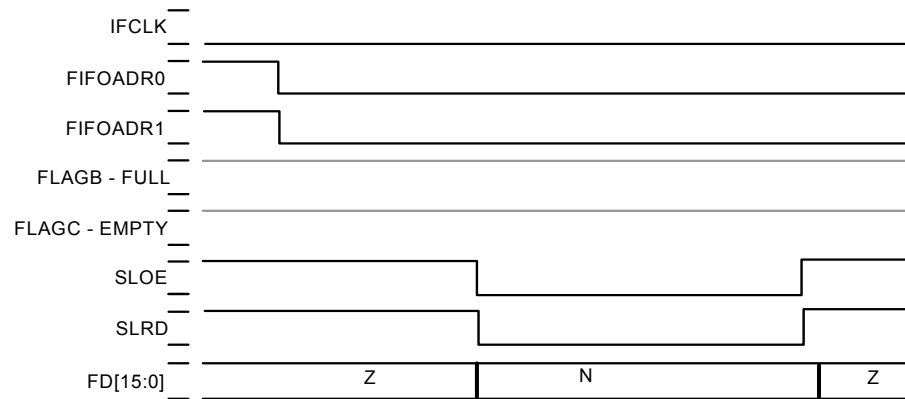 IFCLK
FIFOADR0
FIFOADR1
FLAGB - FULL
FLAGC - EMPTY
SLOE
SLRD
FD[15:0] Z N Z